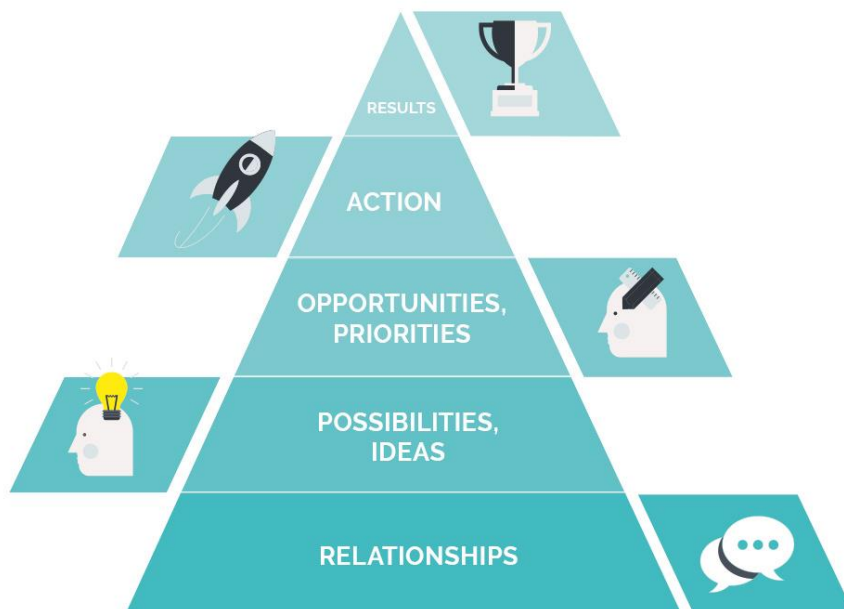 RESULTS
ACTION
OPPORTUNITIES,
PRIORITIES
POSSIBILITIES,
IDEAS
RELATIONSHIPS